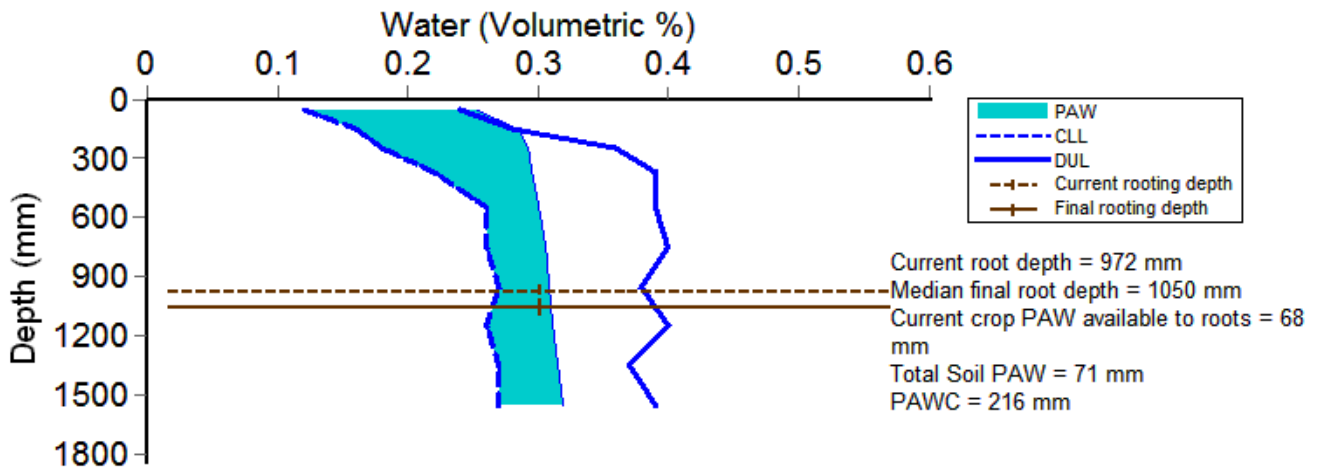 Water (Volumetric %)
0 0.1 0.2 0.3 0.4 0.5 0.6
Depth (mm)
0
300
600
900
1200
1500
1800
PAW
CLL
DUL
Current rooting depth
Final rooting depth
Current root depth = 972 mm
Median final root depth = 1050 mm
Current crop PAW available to roots = 68
mm
Total Soil PAW = 71 mm
PAWC = 216 mm